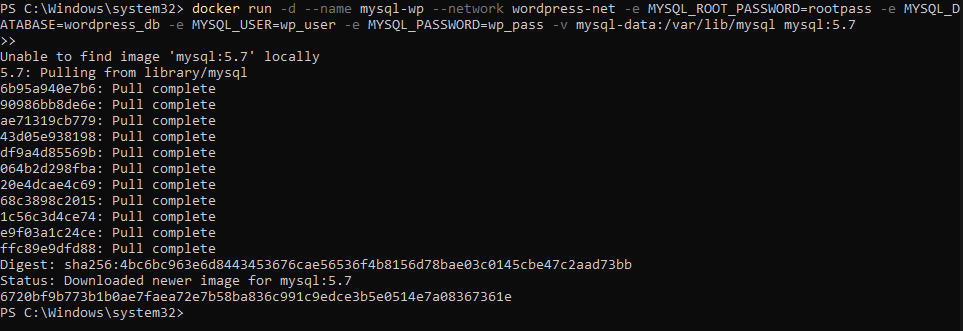 PS C:\Windows\system32> docker run -d --name mysql-wp --network wordpress-net -e MYSQL_ROOT_PASSWORD=rootpass -e MYSQL_D
ATABASE=wordpress_db -e MYSQL_USER=wp_user -e MYSQL_PASSWORD=wp_pass -v mysql-data:/var/lib/mysql mysql:5.7
>>
Unable to find image 'mysql:5.7' locally
5.7: Pulling from library/mysql
6b95a940e7b6: Pull complete
90986bb8de6e: Pull complete
ae71319cb779: Pull complete
43d05e938198: Pull complete
df9a4d85569b: Pull complete
064b2d298fba: Pull complete
20e4dcae4c69: Pull complete
68c3898c2015: Pull complete
1c56c3d4ce74: Pull complete
e9f03a1c24ce: Pull complete
ffc89e9dfd88: Pull complete
Digest: sha256:4bc6bc963e6d8443453676cae56536f4b8156d78bae03c0145cbe47c2aad73bb
Status: Downloaded newer image for mysql:5.7
6720bf9b773b1b0ae7faea72e7b58ba836c991c9edce3b5e0514e7a08367361e
PS C:\Windows\system32>